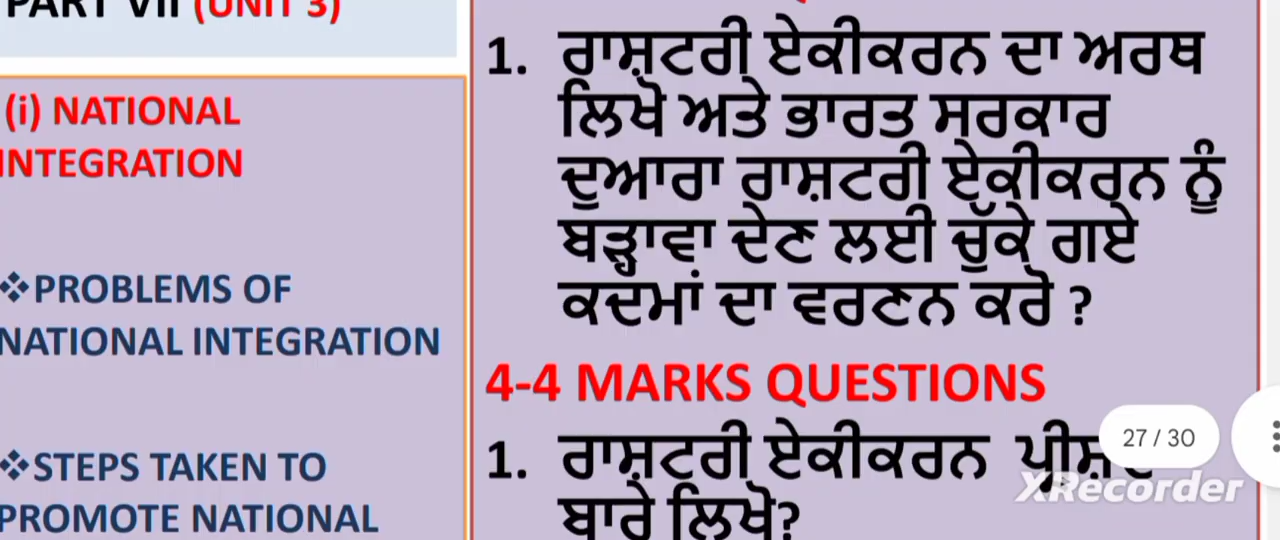 PART VII (UNIT 3)
(i) NATIONAL
INTEGRATION
❖PROBLEMS OF
NATIONAL INTEGRATION
❖STEPS TAKEN TO
PROMOTE NATIONAL
1. ਰਾਸ਼ਟਰੀ ਏਕੀਕਰਨ ਦਾ ਅਰਥ
ਲਿਖੋ ਅਤੇ ਭਾਰਤ ਸਰਕਾਰ
ਦੁਆਰਾ ਰਾਸ਼ਟਰੀ ਏਕੀਕਰਨ ਨੂੰ
ਬੜ੍ਹਾਵਾ ਦੇਣ ਲਈ ਚੁੱਕੇ ਗਏ
ਕਦਮਾਂ ਦਾ ਵਰਣਨ ਕਰੋ ?
4-4 MARKS QUESTIONS
1. ਰਾਸ਼ਟਰੀ ਏਕੀਕਰਨ
ਬਾਰੇ ਲਿਖੋ?
27 / 30
XRecorder